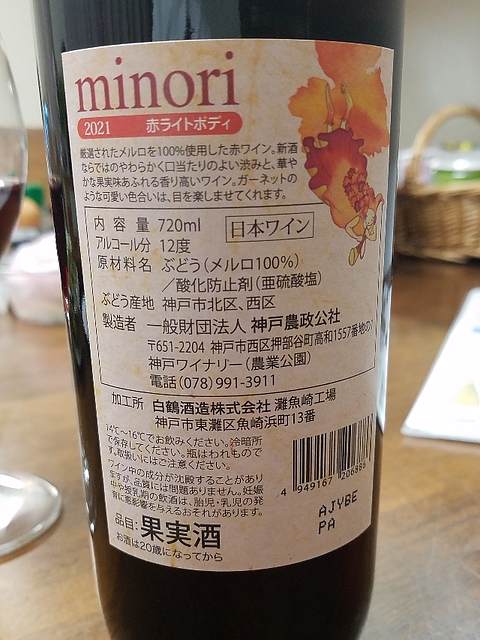 minori
2021 赤ライトボディ
厳選されたメルロを100%使用した赤ワイン。新酒
ならではのやわらかく口当たりのよい渋みと、華や
かな果実味あふれる香り高いワイン。ガーネットの
ような可愛い色合いは、目を楽しませてくれます。
内容量 720ml 日本ワイン
アルコール分 12度
原材料名 ぶどう(メルロ100%)
/酸化防止剤(亜硫酸塩)
ぶどう産地 神戸市北区、西区
製造者 一般財団法人 神戸農政公社
〒651-2204 神戸市西区押部谷町高和1557番地の1
神戸ワイナリー(農業公園)
電話(078)991-3911
加工所 白鶴酒造株式会社 灘魚崎工場
神戸市東灘区魚崎浜町13番
14℃〜16℃でお飲みください。冷暗所
で保存してください。瓶はわれもので
す。取扱いにはご注意ください。
ワイン中の成分が沈殿することがあり
ますが、品質には問題ありません。妊娠
中や授乳期の飲酒は、胎児・乳児の発
育に悪影響を与えるおそれがあります。
品目:果実酒
お酒は20歳になってから
4 949167 206886
AJYBE
PA